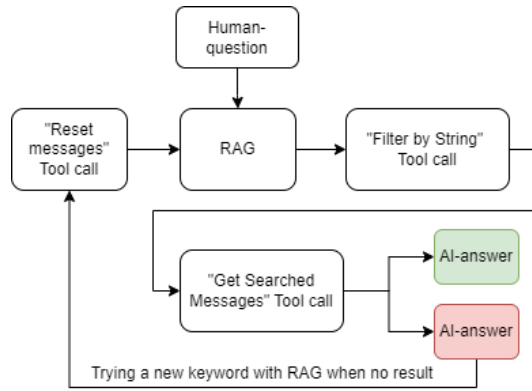 Human-
question
"Reset
messages"
Tool call
RAG
"Filter by String"
Tool call
"Get Searched
Messages" Tool call
AI-answer
AI-answer
Trying a new keyword with RAG when no result